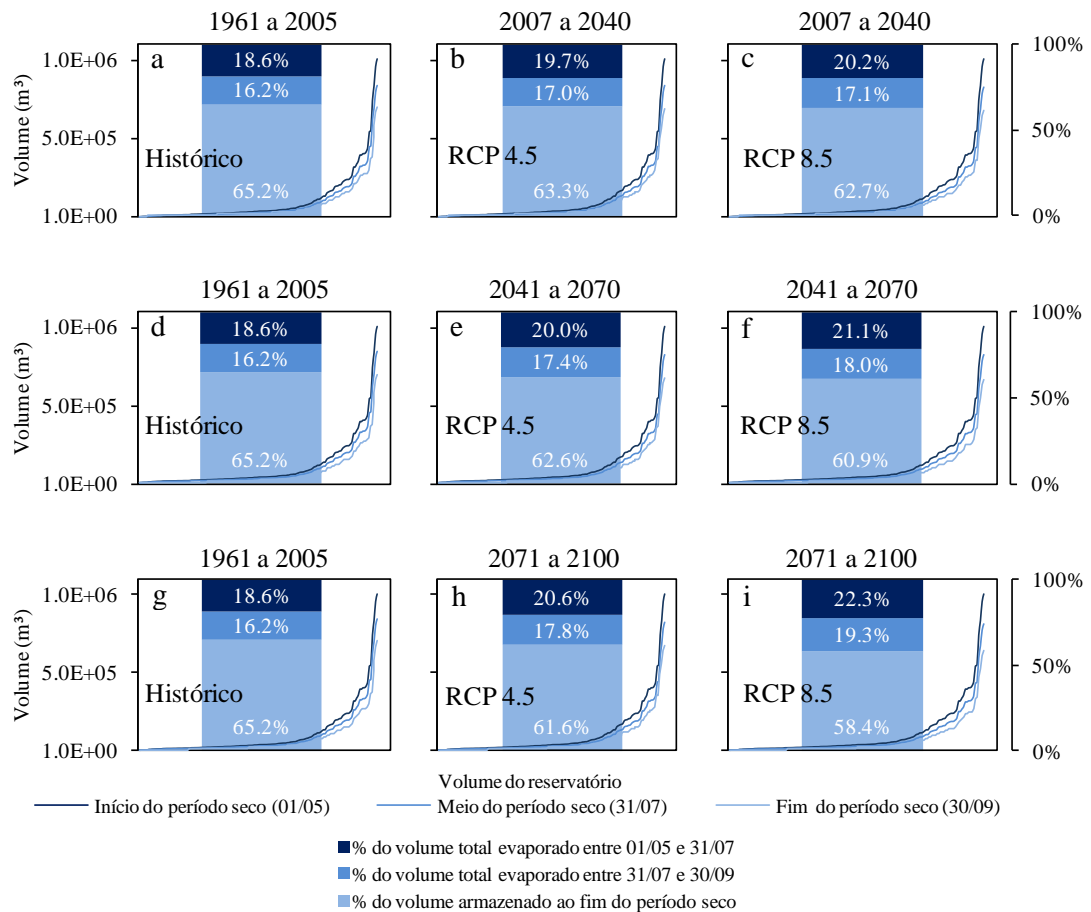 1961 a 2005
2007 a 2040
2007 a 2040
Volume (m³)
1.0E+06
5.0E+05
1.0E+00
a
18.6%
16.2%
Histórico
65.2%
b
19.7%
17.0%
RCP 4.5
63.3%
c
20.2%
17.1%
RCP 8.5
62.7%
100%
50%
0%
1961 a 2005
2041 a 2070
2041 a 2070
Volume (m³)
1.0E+06
5.0E+05
1.0E+00
d
18.6%
16.2%
Histórico
65.2%
e
20.0%
17.4%
RCP 4.5
62.6%
f
21.1%
18.0%
RCP 8.5
60.9%
100%
50%
0%
1961 a 2005
2071 a 2100
2071 a 2100
Volume (m³)
1.0E+06
5.0E+05
1.0E+00
g
18.6%
16.2%
Histórico
65.2%
h
20.6%
17.8%
RCP 4.5
61.6%
i
22.3%
19.3%
RCP 8.5
58.4%
100%
50%
0%
Volume do reservatório
Início do período seco (01/05)
Meio do período seco (31/07)
Fim do período seco (30/09)
% do volume total evaporado entre 01/05 e 31/07
% do volume total evaporado entre 31/07 e 30/09
% do volume armazenado ao fim do período seco